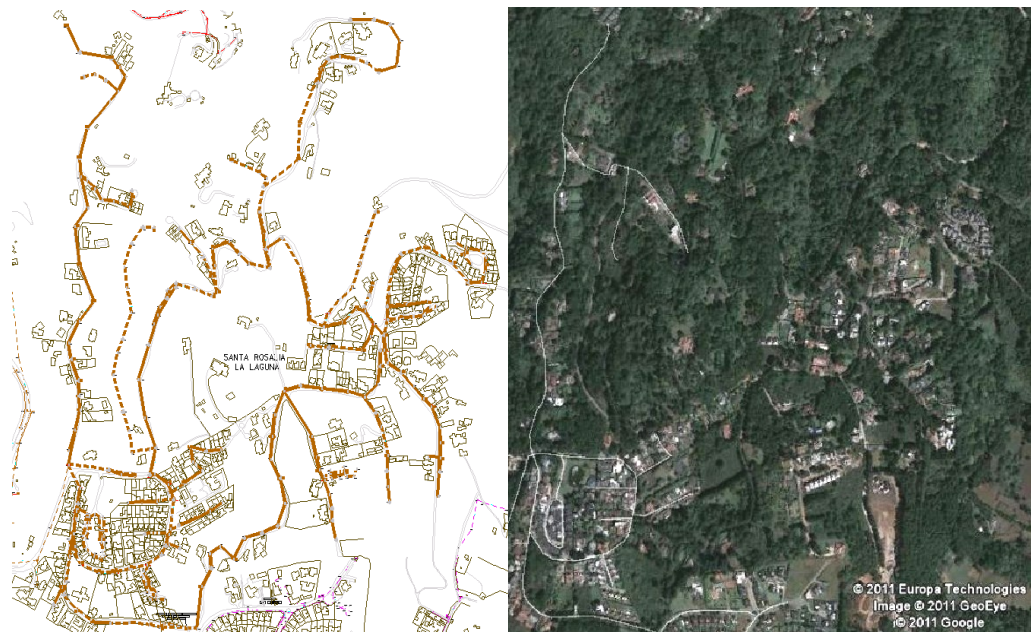 SANTA ROSALIA
LA LAGUNA
© 2011 Europa Technologies
Image © 2011 GeoEye
© 2011 Google